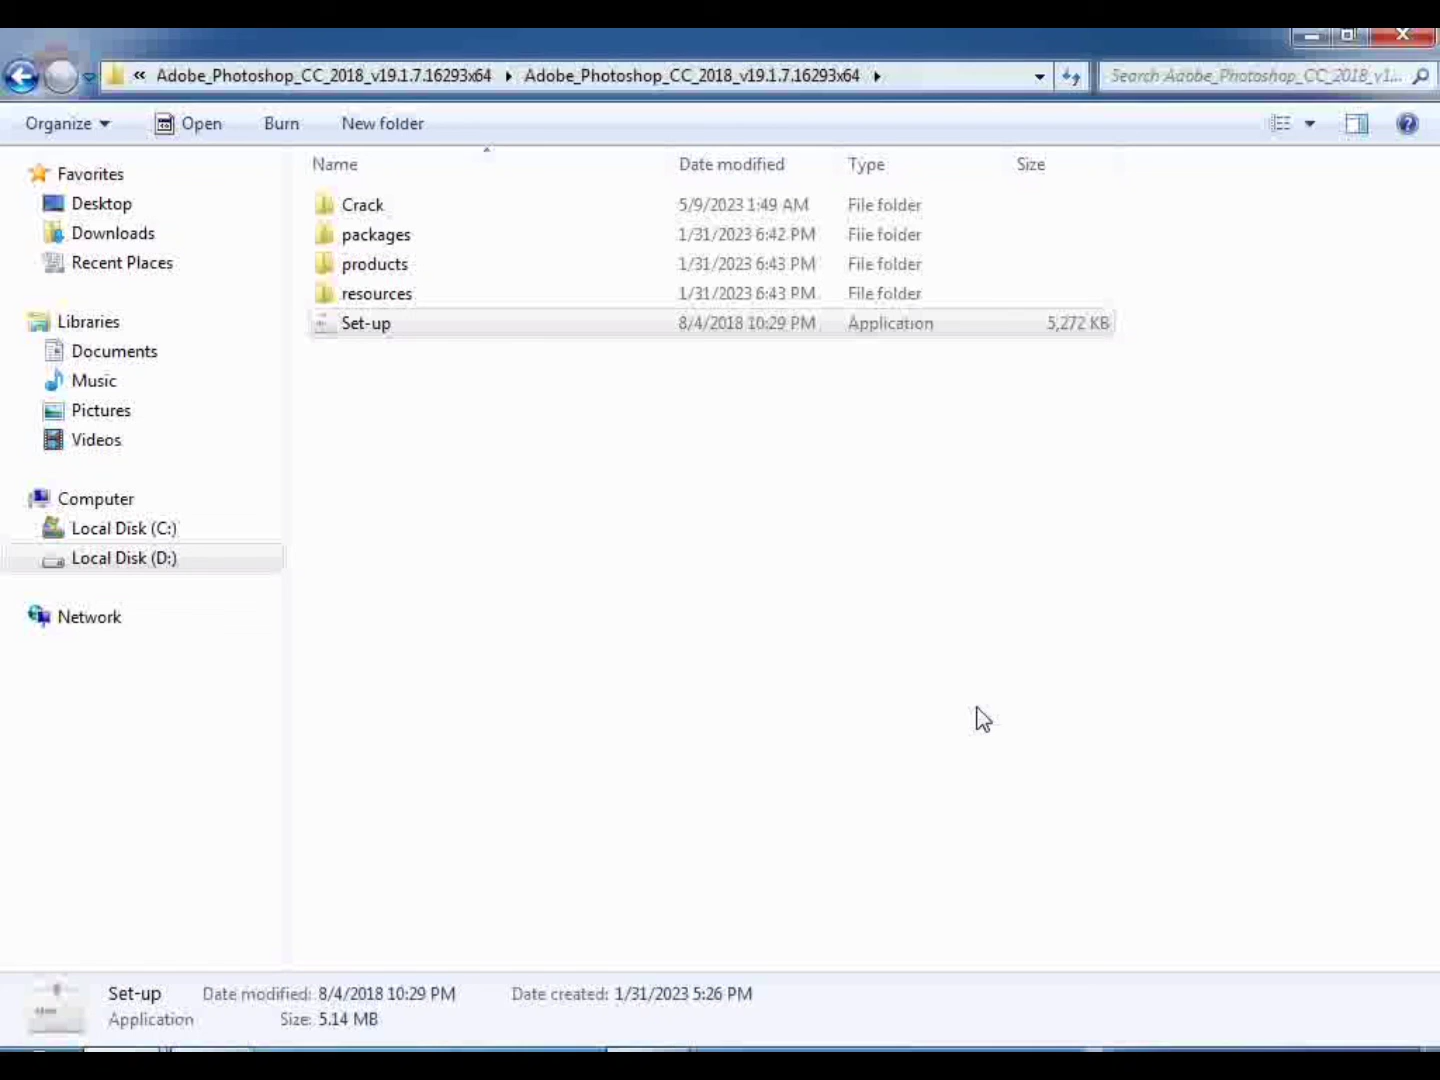 « Adobe_Photoshop_CC_2018_v19.1.7.16293x64 Adobe_Photoshop_CC_2018_v19.1.7.16293x64 Search Adobe_Photoshop_CC_2018_v1...
Organize Open Burn New folder
Name Date modified Type Size
Favorites
Desktop
Downloads
Recent Places
Libraries
Documents
Music
Pictures
Videos
Computer
Local Disk (C:)
Local Disk (D:)
Network
Crack 5/9/2023 1:49 AM File folder
packages 1/31/2023 6:42 PM File folder
products 1/31/2023 6:43 PM File folder
resources 1/31/2023 6:43 PM File folder
Set-up 8/4/2018 10:29 PM Application 5,272 KB
Set-up Date modified: 8/4/2018 10:29 PM Date created: 1/31/2023 5:26 PM
Application Size: 5.14 MB